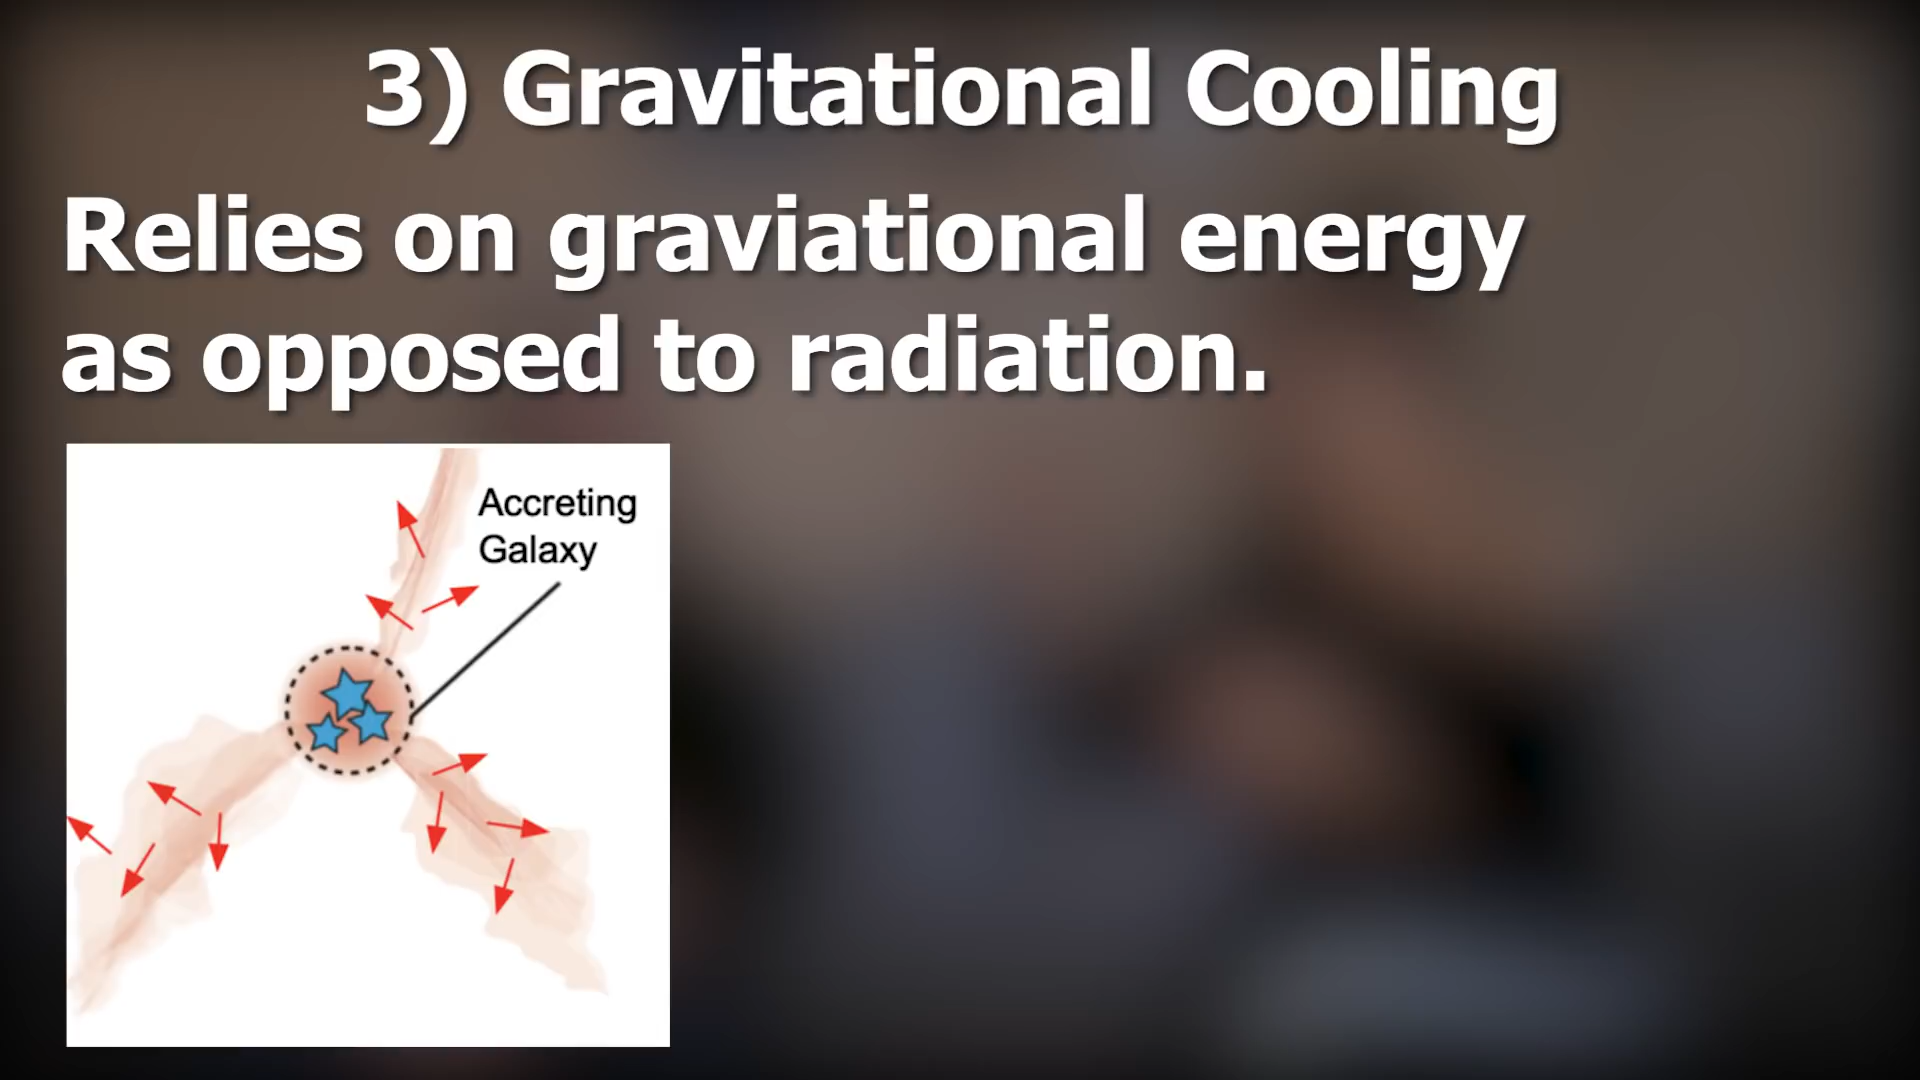 3) Gravitational Cooling
Relies on graviational energy
as opposed to radiation.
Accreting
Galaxy